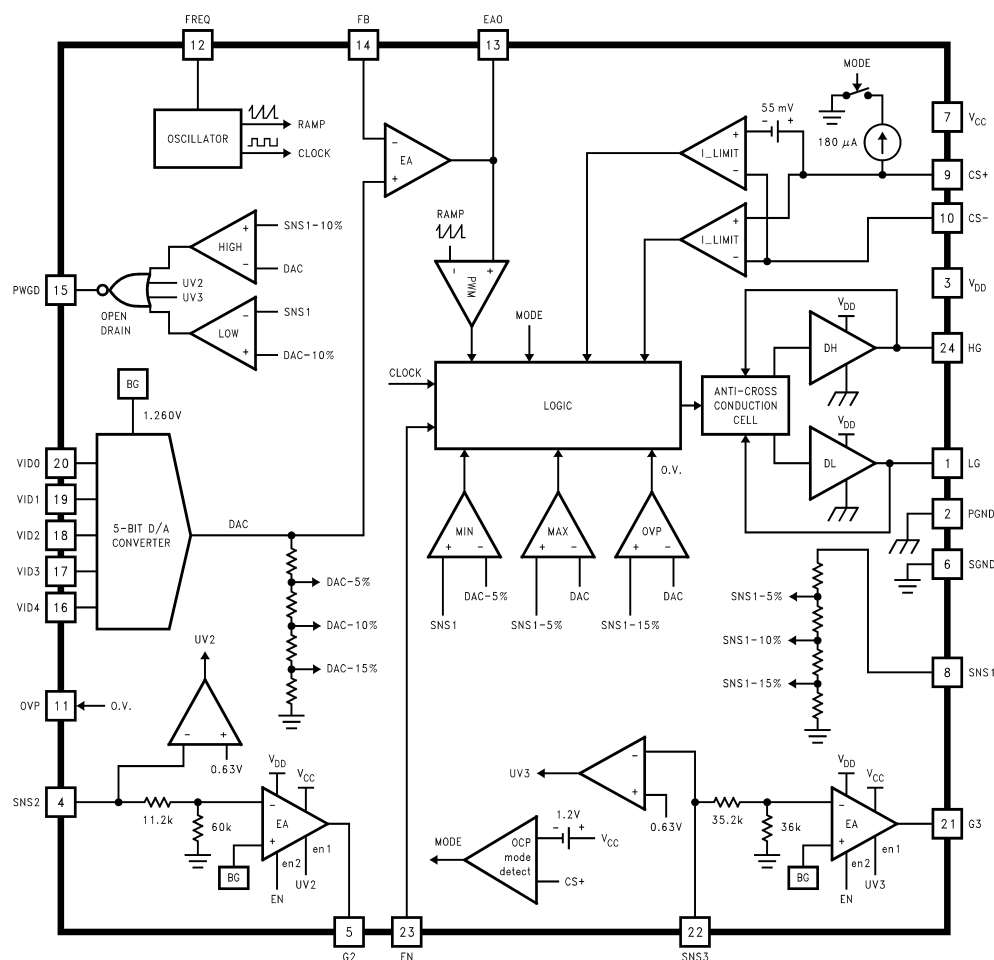 FREQ
FB
EAO
12
14
13
MODE
55 mV
- +
7
VCC
OSCILLATOR
RAMP
CLOCK
-
EA
+
+
I_LIMIT
-
180 μA
9
CS+
RAMP
SNS1-10%
+
HIGH
-
DAC
+
I_LIMIT
-
10
CS-
- +
PWM
15
PWGD
UV2
UV3
OPEN
DRAIN
-
SNS1
LOW
+
DAC-10%
MODE
3
VDD
VDD
DH
24
HG
CLOCK
LOGIC
ANTI-CROSS
CONDUCTION
CELL
BG
1.260V
VDD
DL
1
LG
VID0
20
VID1
19
VID2
18
VID3
17
VID4
16
5-BIT D/A
CONVERTER
DAC
O.V.
MIN
+ -
MAX
+ -
OVP
+ -
2
PGND
6
SGND
DAC-5%
DAC-10%
DAC-15%
DAC-5%
DAC
DAC
SNS1
SNS1-5%
SNS1-15%
SNS1-5%
SNS1-10%
SNS1-15%
8
SNS1
UV2
OVP
11
O.V.
- +
0.63V
SNS2
4
11.2k
60k
VDD
VCC
-
EA
+
BG
en2
en1
EN
UV2
UV3
-
+
0.63V
MODE
OCP
mode
detect
1.2V
- +
VCC
CS+
35.2k
36k
VDD
VCC
-
EA
+
BG
en2
en1
EN
UV3
21
G3
5
G2
23
EN
22
SNS3